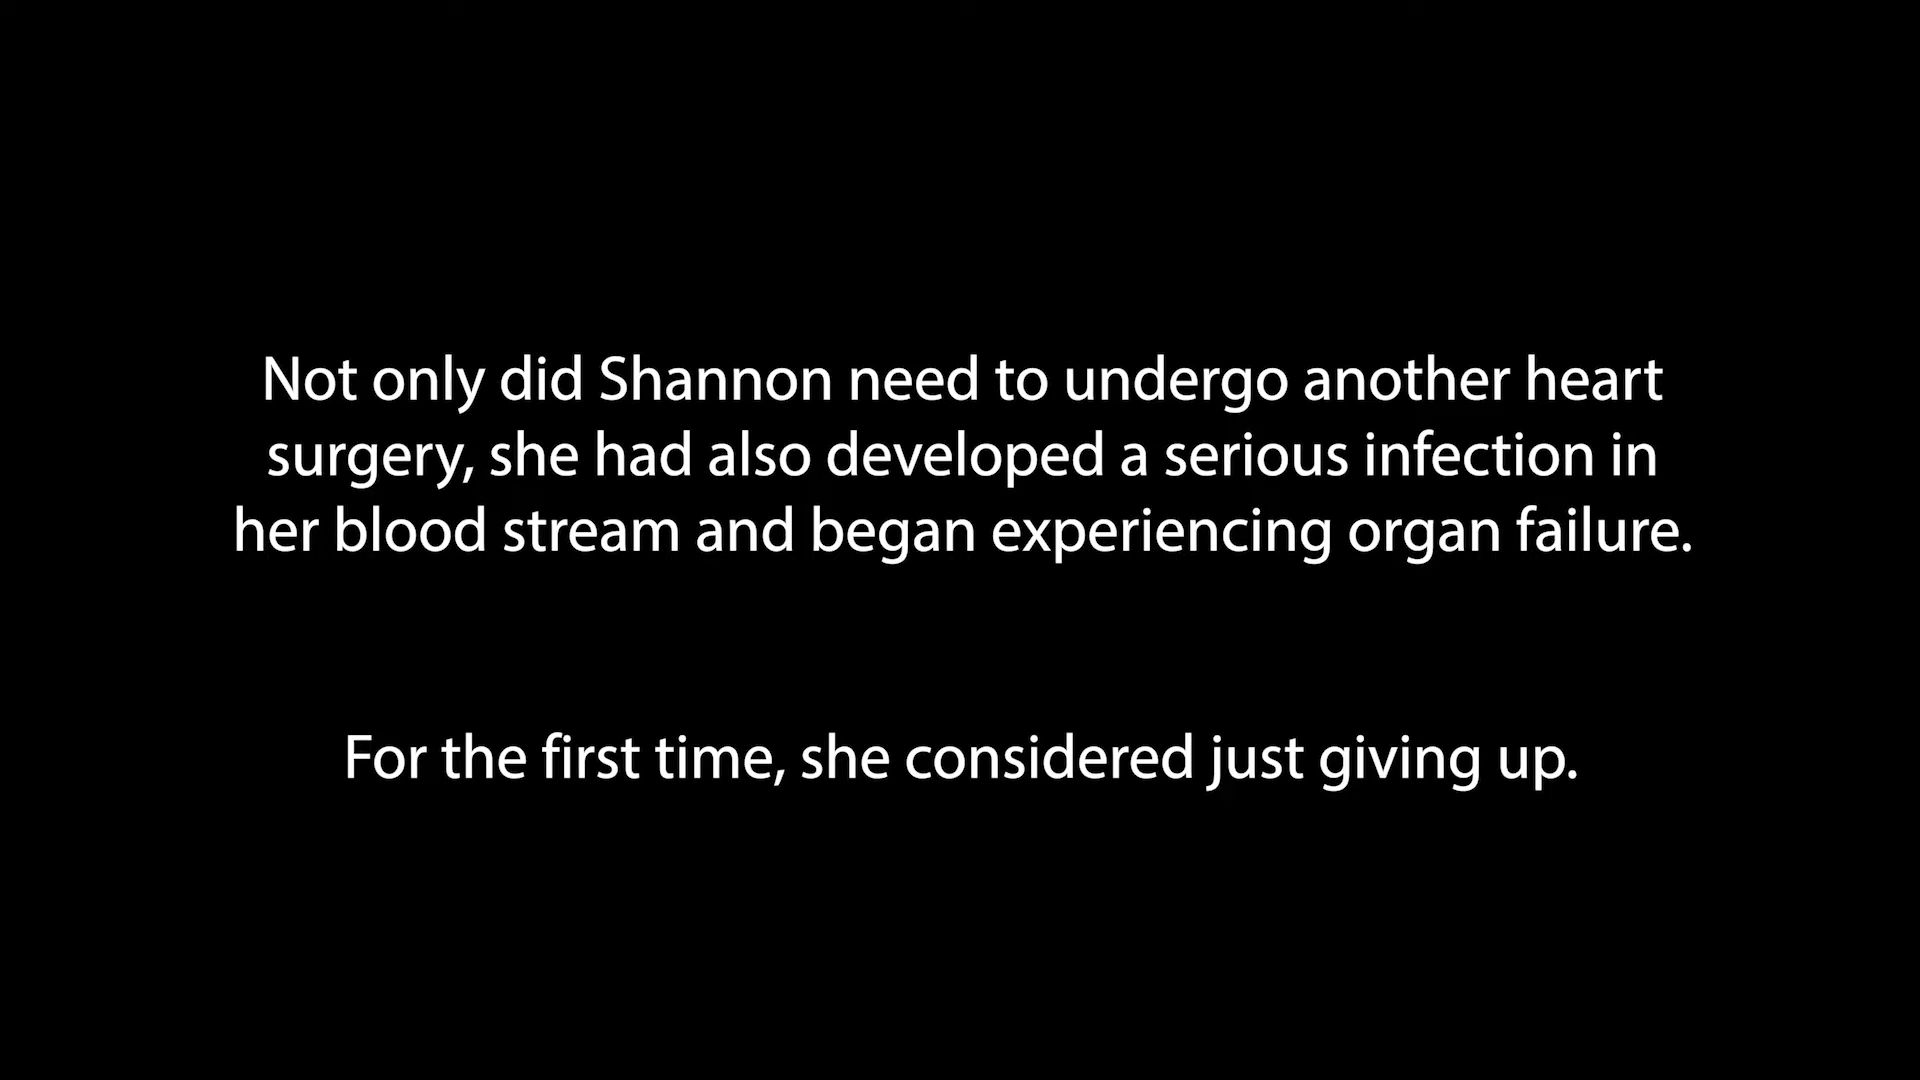 Not only did Shannon need to undergo another heart
surgery, she had also developed a serious infection in
her blood stream and began experiencing organ failure.
For the first time, she considered just giving up.